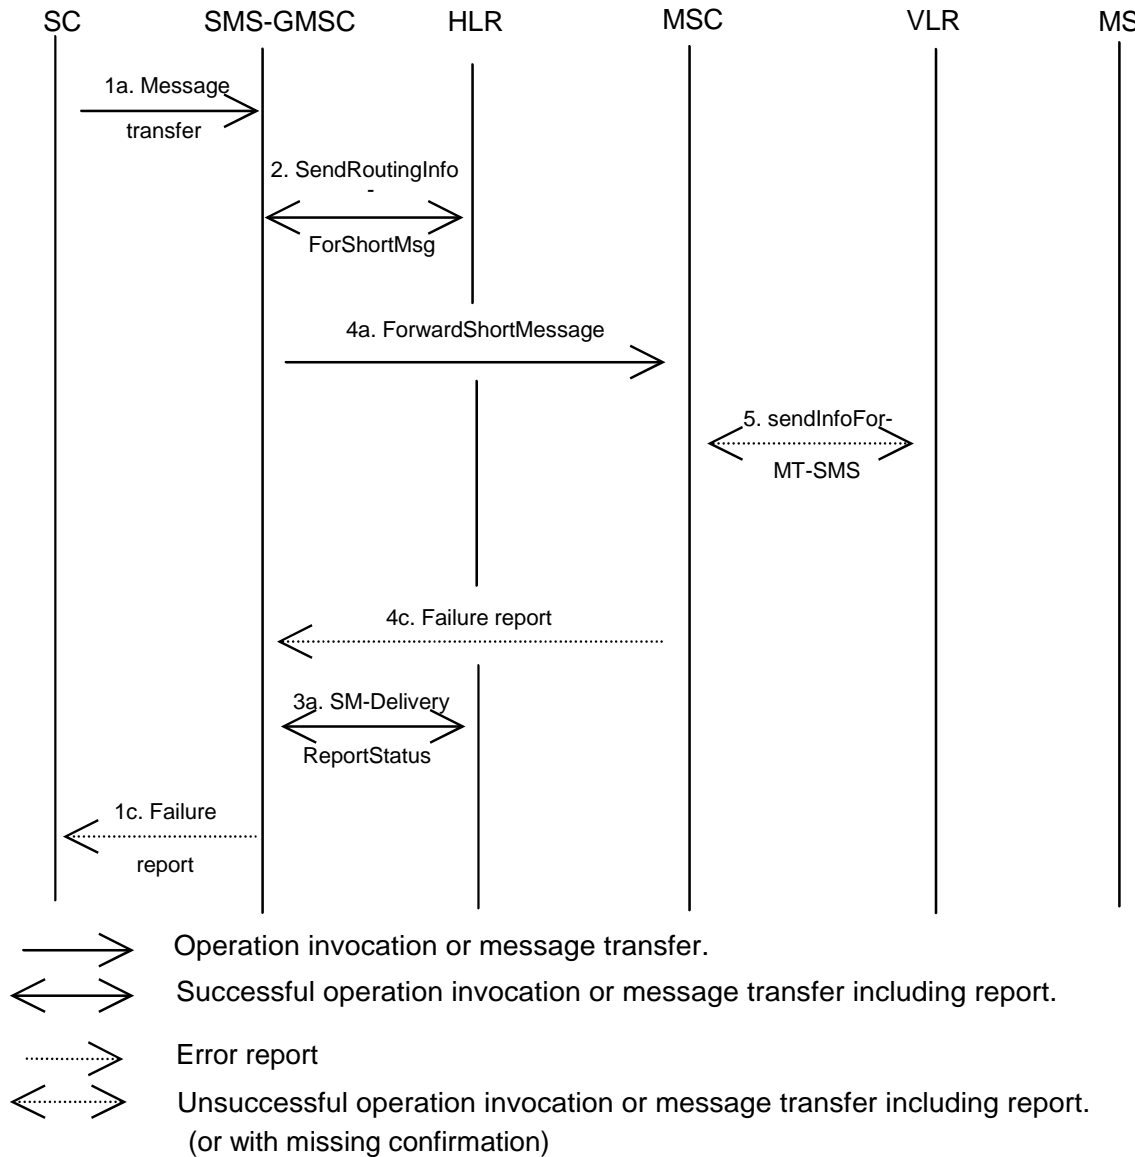 SC SMS-GMSC HLR MSC VLR MS
1a. Message
transfer
2. SendRoutingInfo
-
ForShortMsg
4a. ForwardShortMessage
5. sendInfoFor-
MT-SMS
4c. Failure report
3a. SM-Delivery
ReportStatus
1c. Failure
report
Operation invocation or message transfer.
Successful operation invocation or message transfer including report.
Error report
Unsuccessful operation invocation or message transfer including report.
(or with missing confirmation)